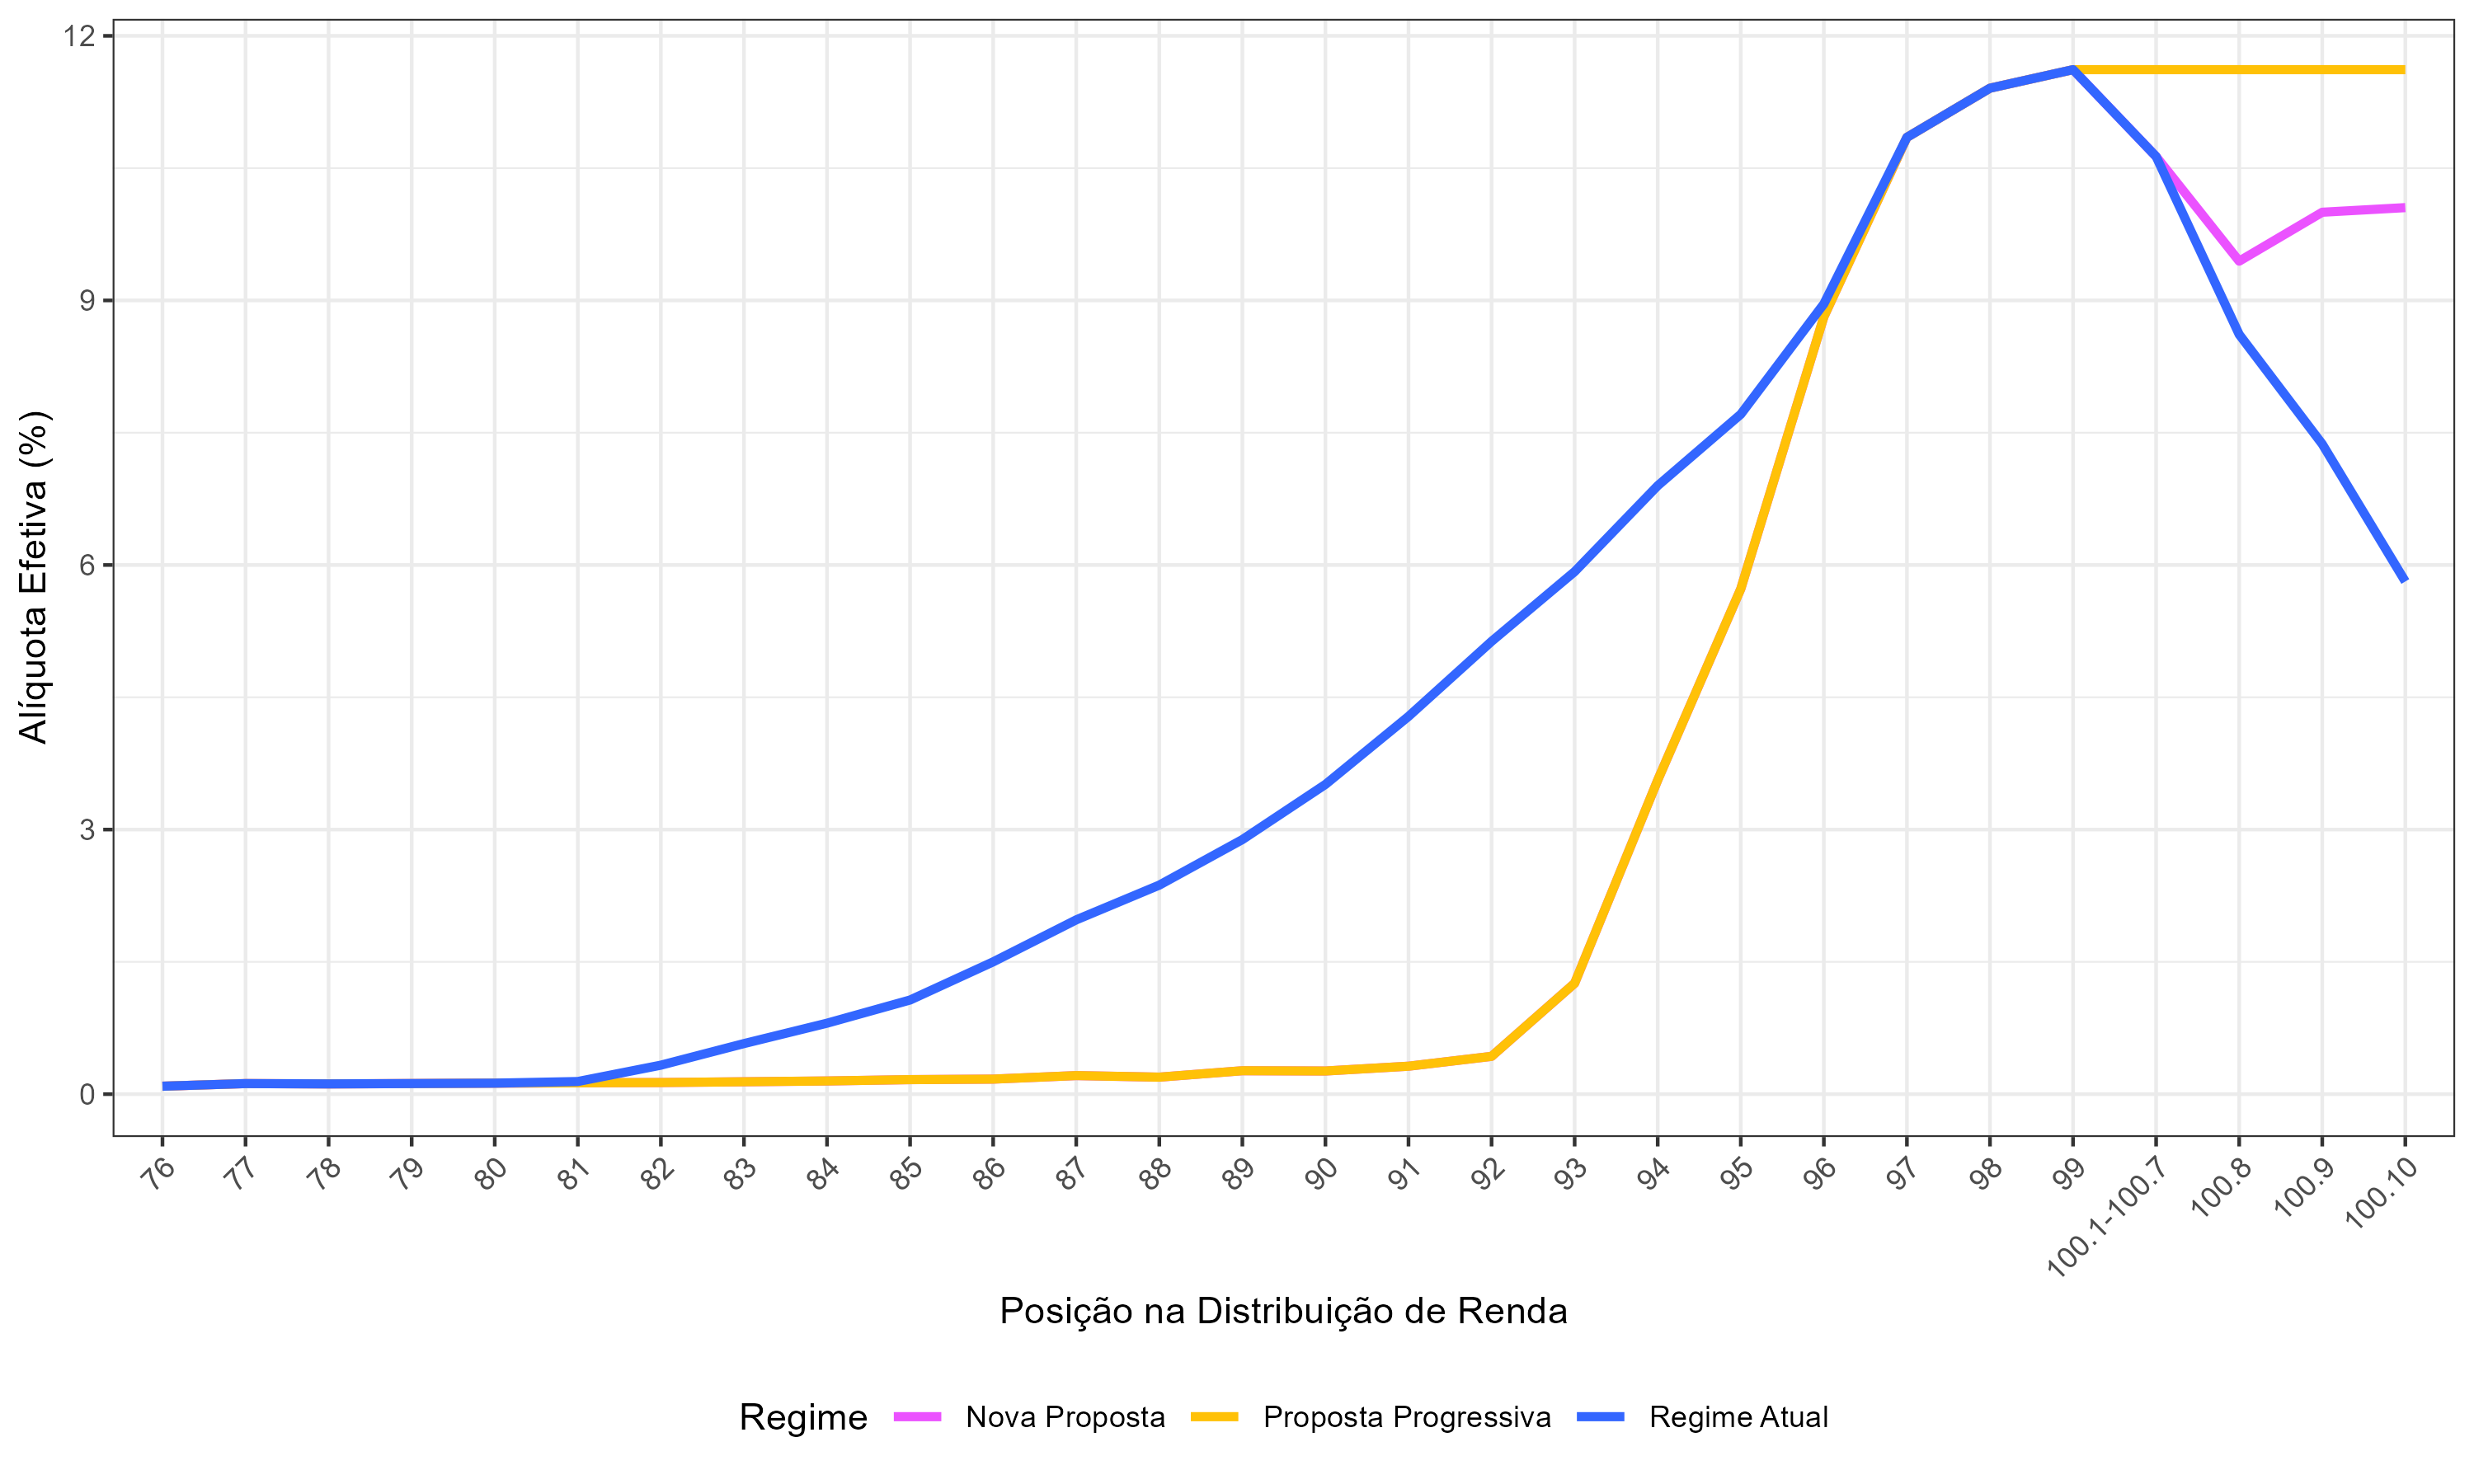 12
9
6
3
0
Alíquota Efetiva (%)
76 77 78 79 80 81 82 83 84 85 86 87 88 89 90 91 92 93 94 95 96 97 98 99 100.1-100.7 100.8 100.9 100.10
Posição na Distribuição de Renda
Regime Nova Proposta Proposta Progressiva Regime Atual